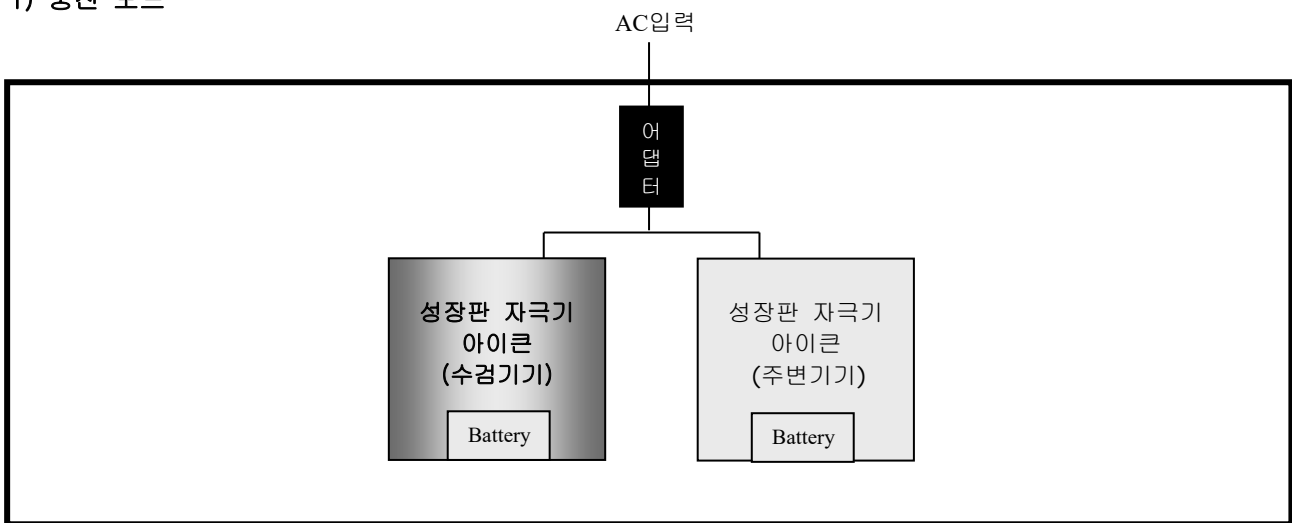 AC입력
어
댑
터
성장판 자극기
아이큰
(수검기기)
Battery
성장판 자극기
아이큰
(주변기기)
Battery